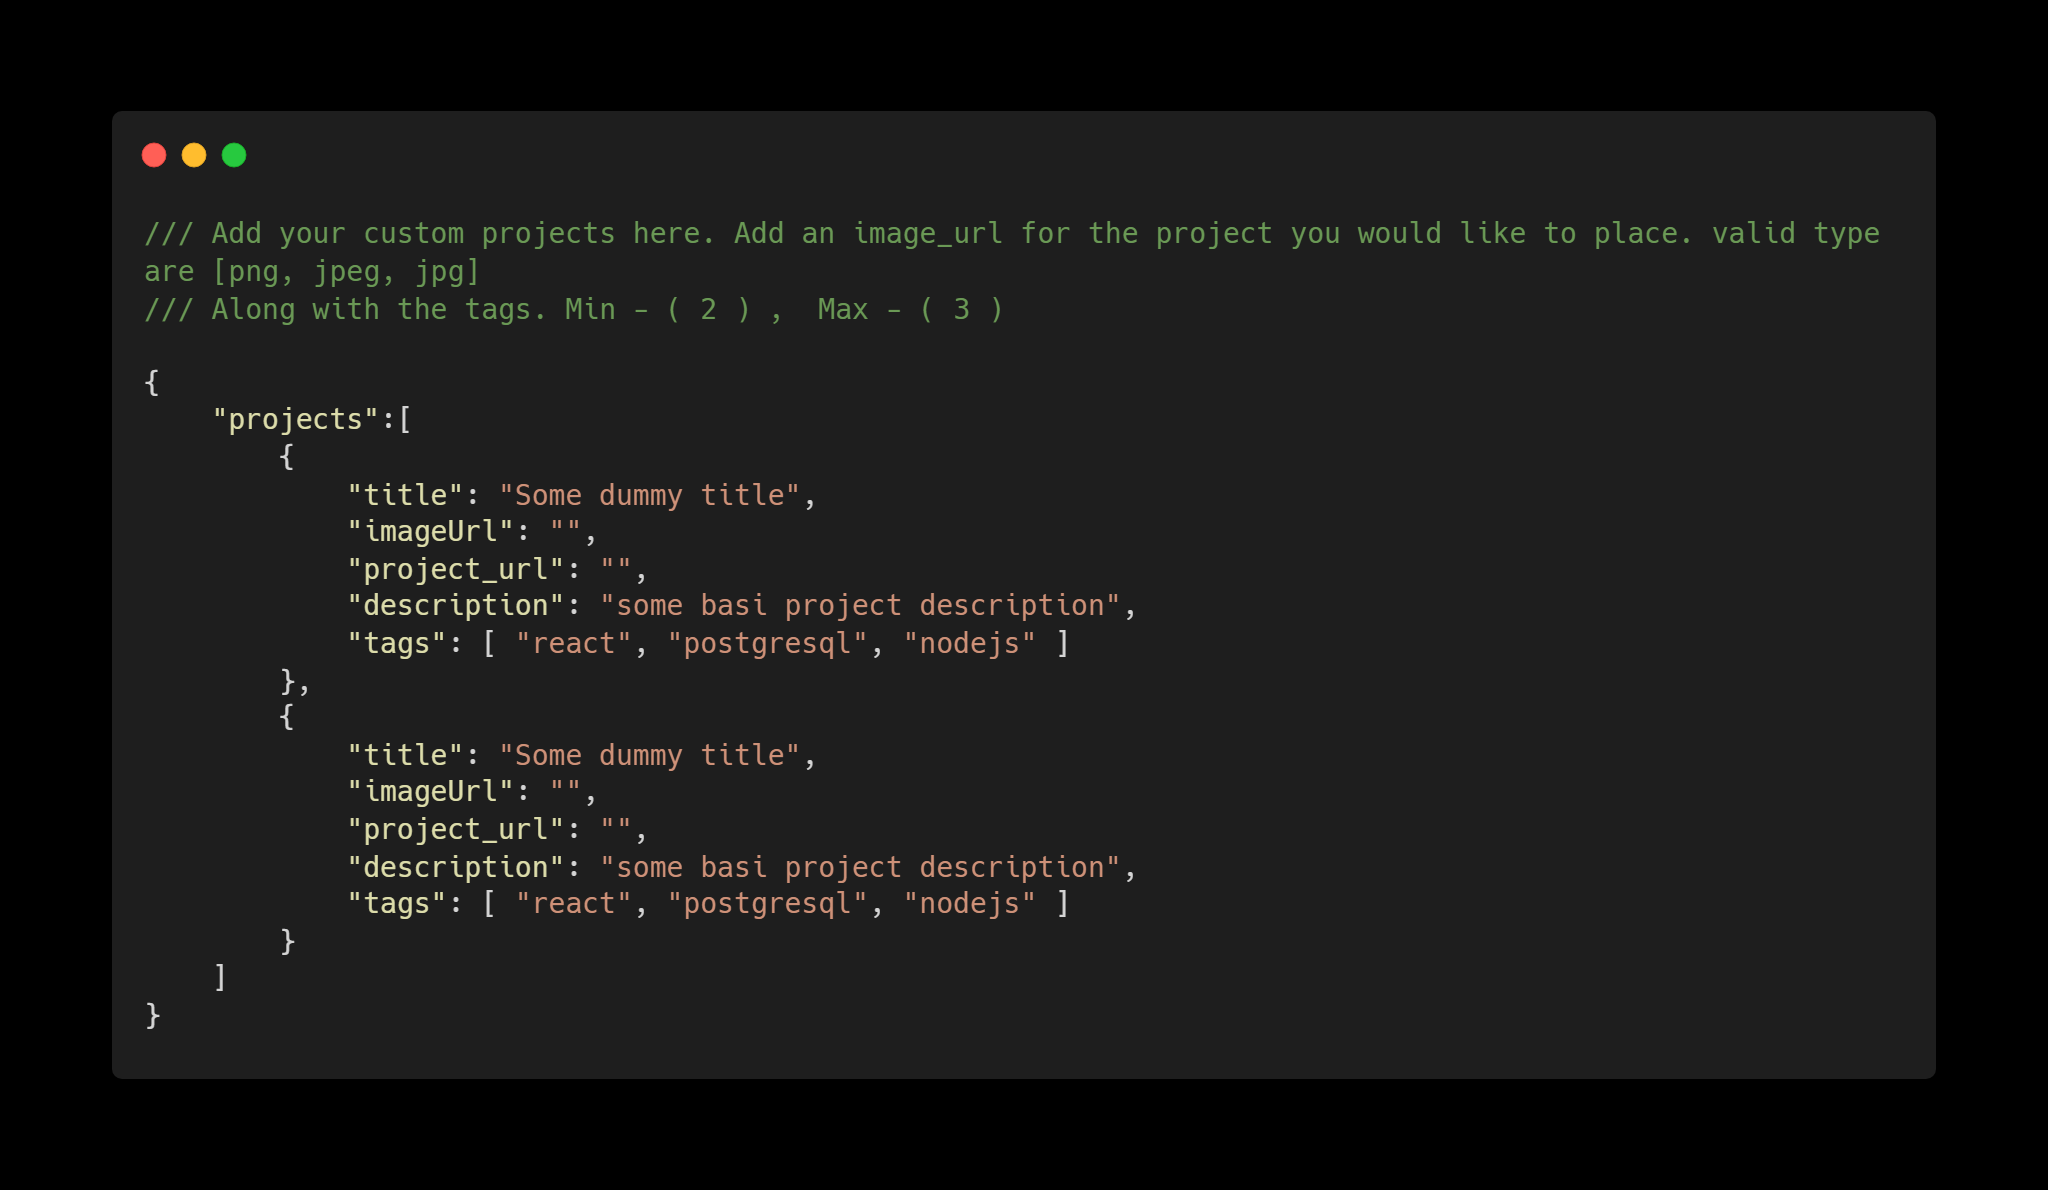 /// Add your custom projects here. Add an image_url for the project you would like to place. valid type
are [png, jpeg, jpg]
/// Along with the tags. Min - ( 2 ) ,  Max - ( 3 )

{
    "projects":[
        {
            "title": "Some dummy title",
            "imageUrl": "",
            "project_url": "",
            "description": "some basi project description",
            "tags": [ "react", "postgresql", "nodejs" ]
        },
        {
            "title": "Some dummy title",
            "imageUrl": "",
            "project_url": "",
            "description": "some basi project description",
            "tags": [ "react", "postgresql", "nodejs" ]
        }
    ]
}